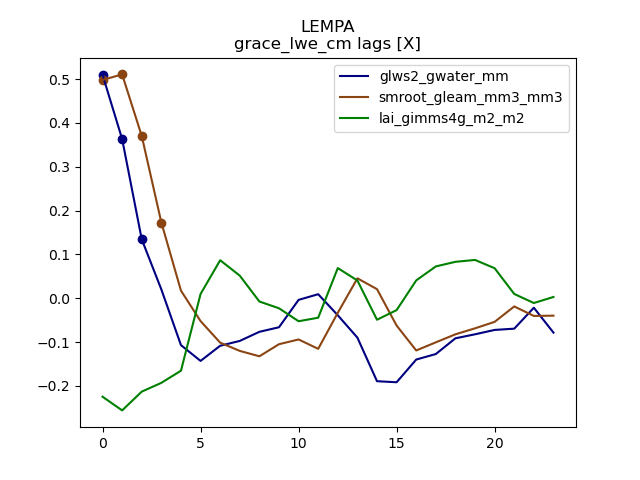 LEMPA
grace_lwe_cm lags [X]
glws2_gwater_mm
smroot_gleam_mm3_mm3
lai_gimms4g_m2_m2
0.5
0.4
0.3
0.2
0.1
0.0
−0.1
−0.2
0 5 10 15 20